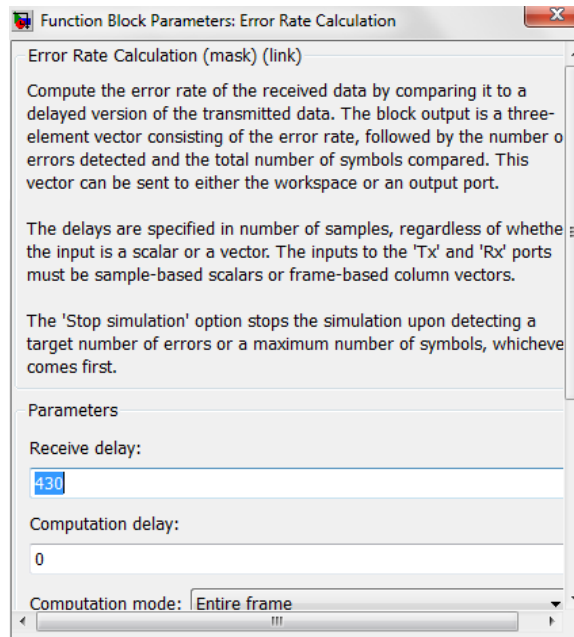 Function Block Parameters: Error Rate Calculation
Error Rate Calculation (mask) (link)
Compute the error rate of the received data by comparing it to a
delayed version of the transmitted data. The block output is a three-
element vector consisting of the error rate, followed by the number o
errors detected and the total number of symbols compared. This
vector can be sent to either the workspace or an output port.
The delays are specified in number of samples, regardless of whethe
the input is a scalar or a vector. The inputs to the 'Tx' and 'Rx' ports
must be sample-based scalars or frame-based column vectors.
The 'Stop simulation' option stops the simulation upon detecting a
target number of errors or a maximum number of symbols, whicheve
comes first.
Parameters
Receive delay:
430
Computation delay:
0
Computation mode: Entire frame